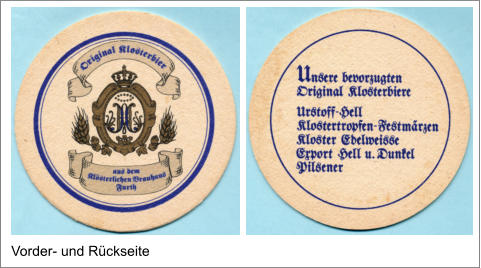 Original Klosterbier
aus dem
Klösterlichen Brauhaus
Furth
Unsere bevorzugten
Original Klosterbiere
Urstoff-Hell
Klostertropfen-Festmärzen
Kloster Edelweisse
Export Hell u. Dunkel
Pilsener
Vorder- und Rückseite